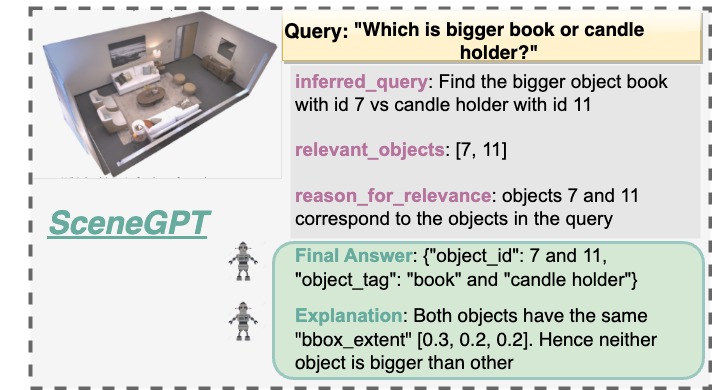 Query: "Which is bigger book or candle
holder?"
inferred_query: Find the bigger object book
with id 7 vs candle holder with id 11
relevant_objects: [7, 11]
reason_for_relevance: objects 7 and 11
correspond to the objects in the query
SceneGPT
Final Answer: {"object_id": 7 and 11,
"object_tag": "book" and "candle holder"}
Explanation: Both objects have the same
"bbox_extent" [0.3, 0.2, 0.2]. Hence neither
object is bigger than other